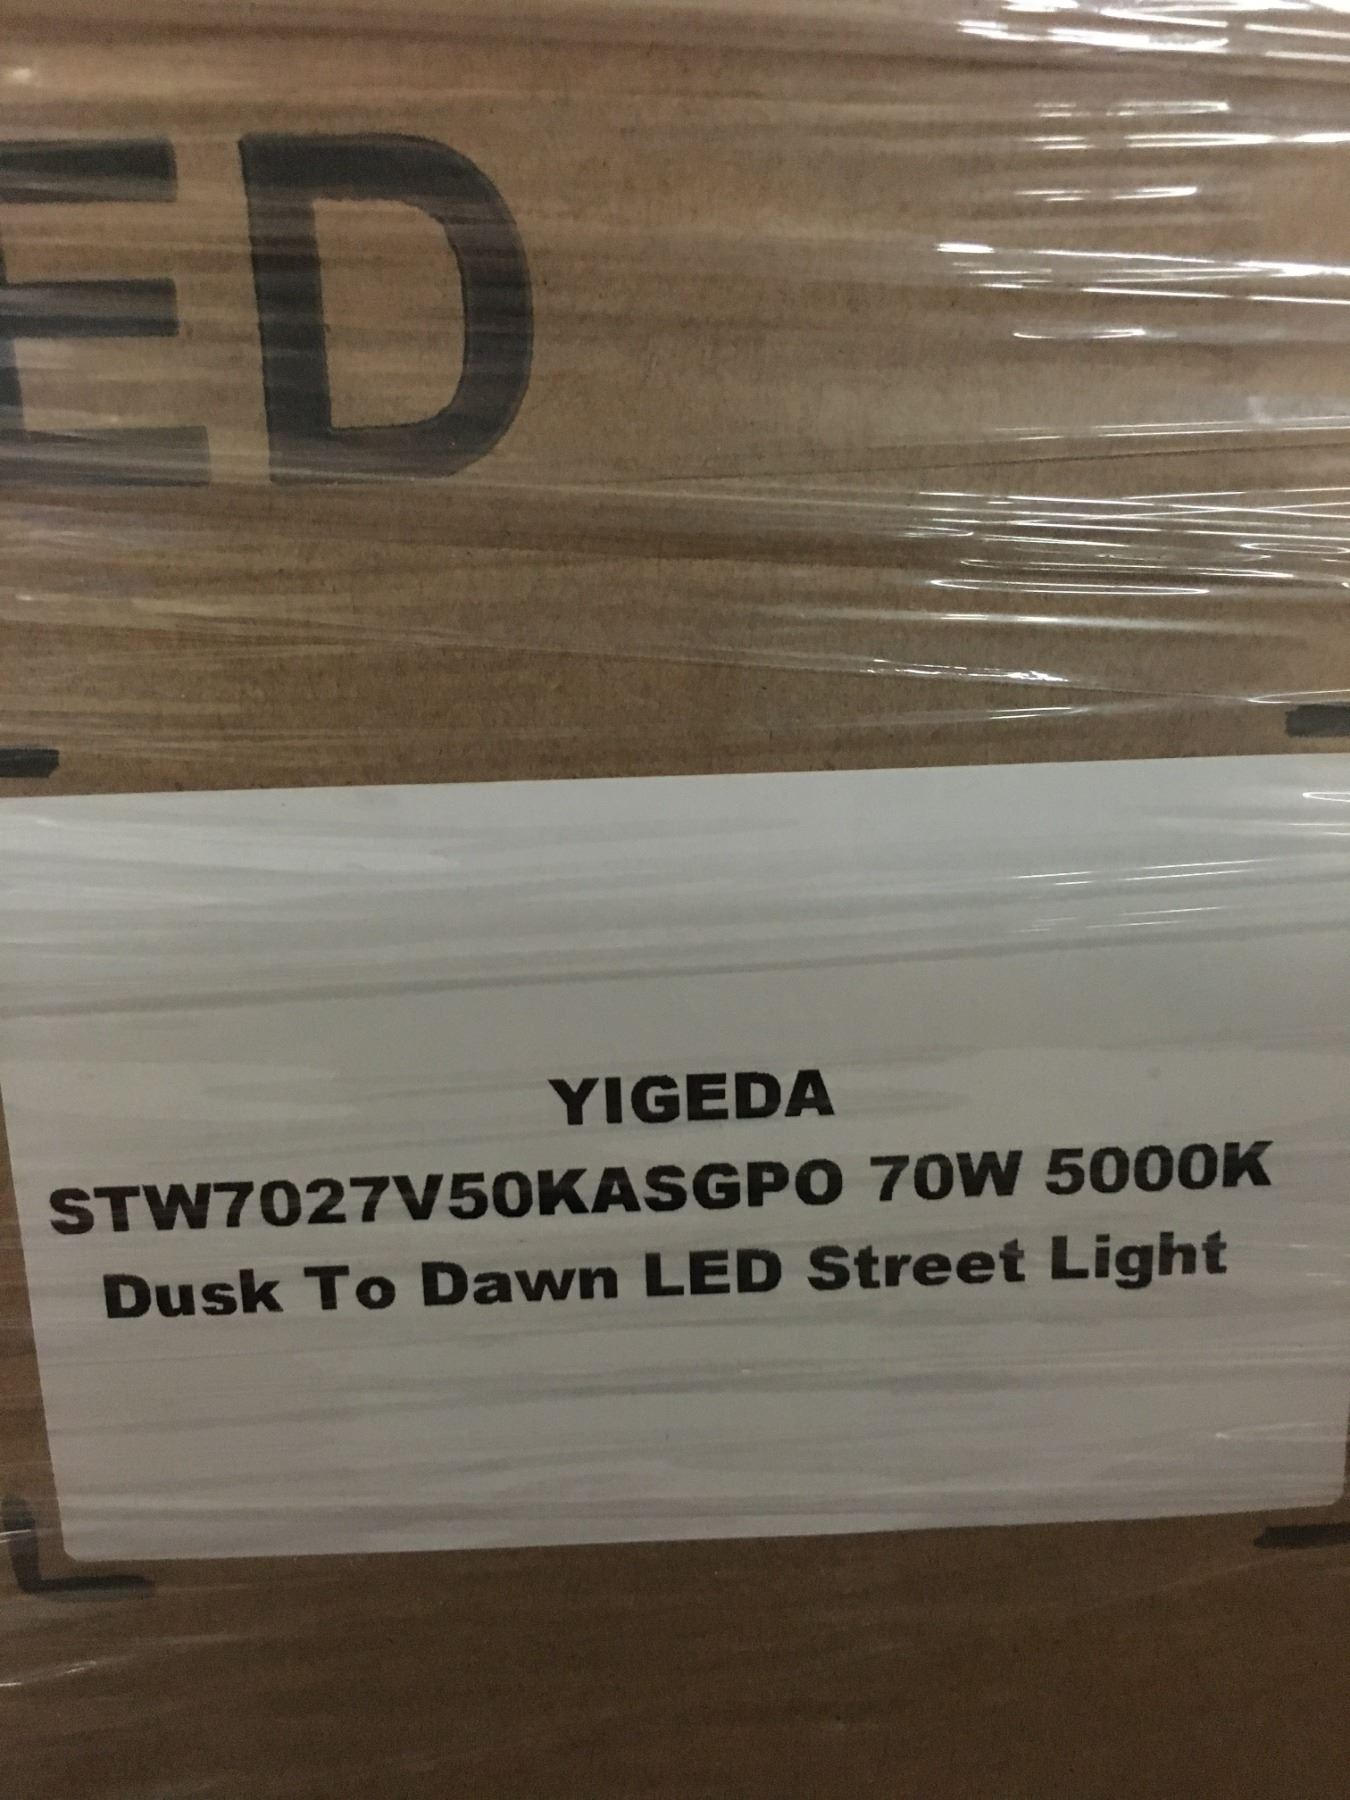 ED
YIGEDA
STW7027V50KASGPO 70W 5000K
Dusk To Dawn LED Street Light